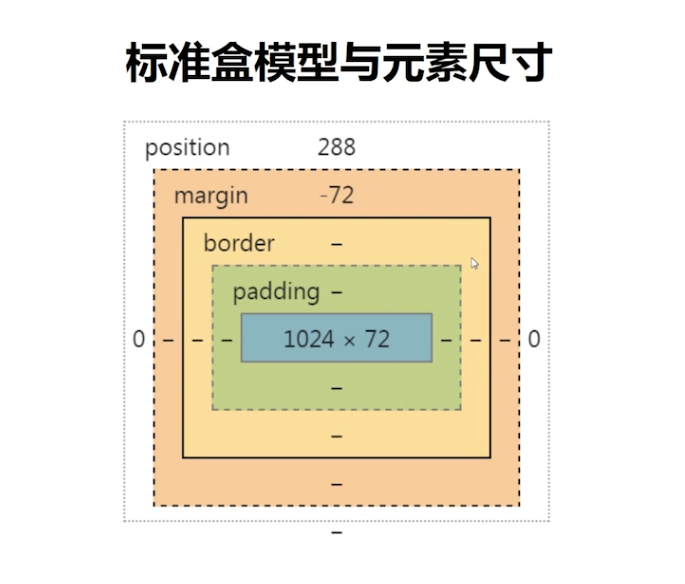 标准盒模型与元素尺寸
position 288
margin -72
border –
padding –
0 – – – 1024 × 72 – – – 0
–
–
–
–